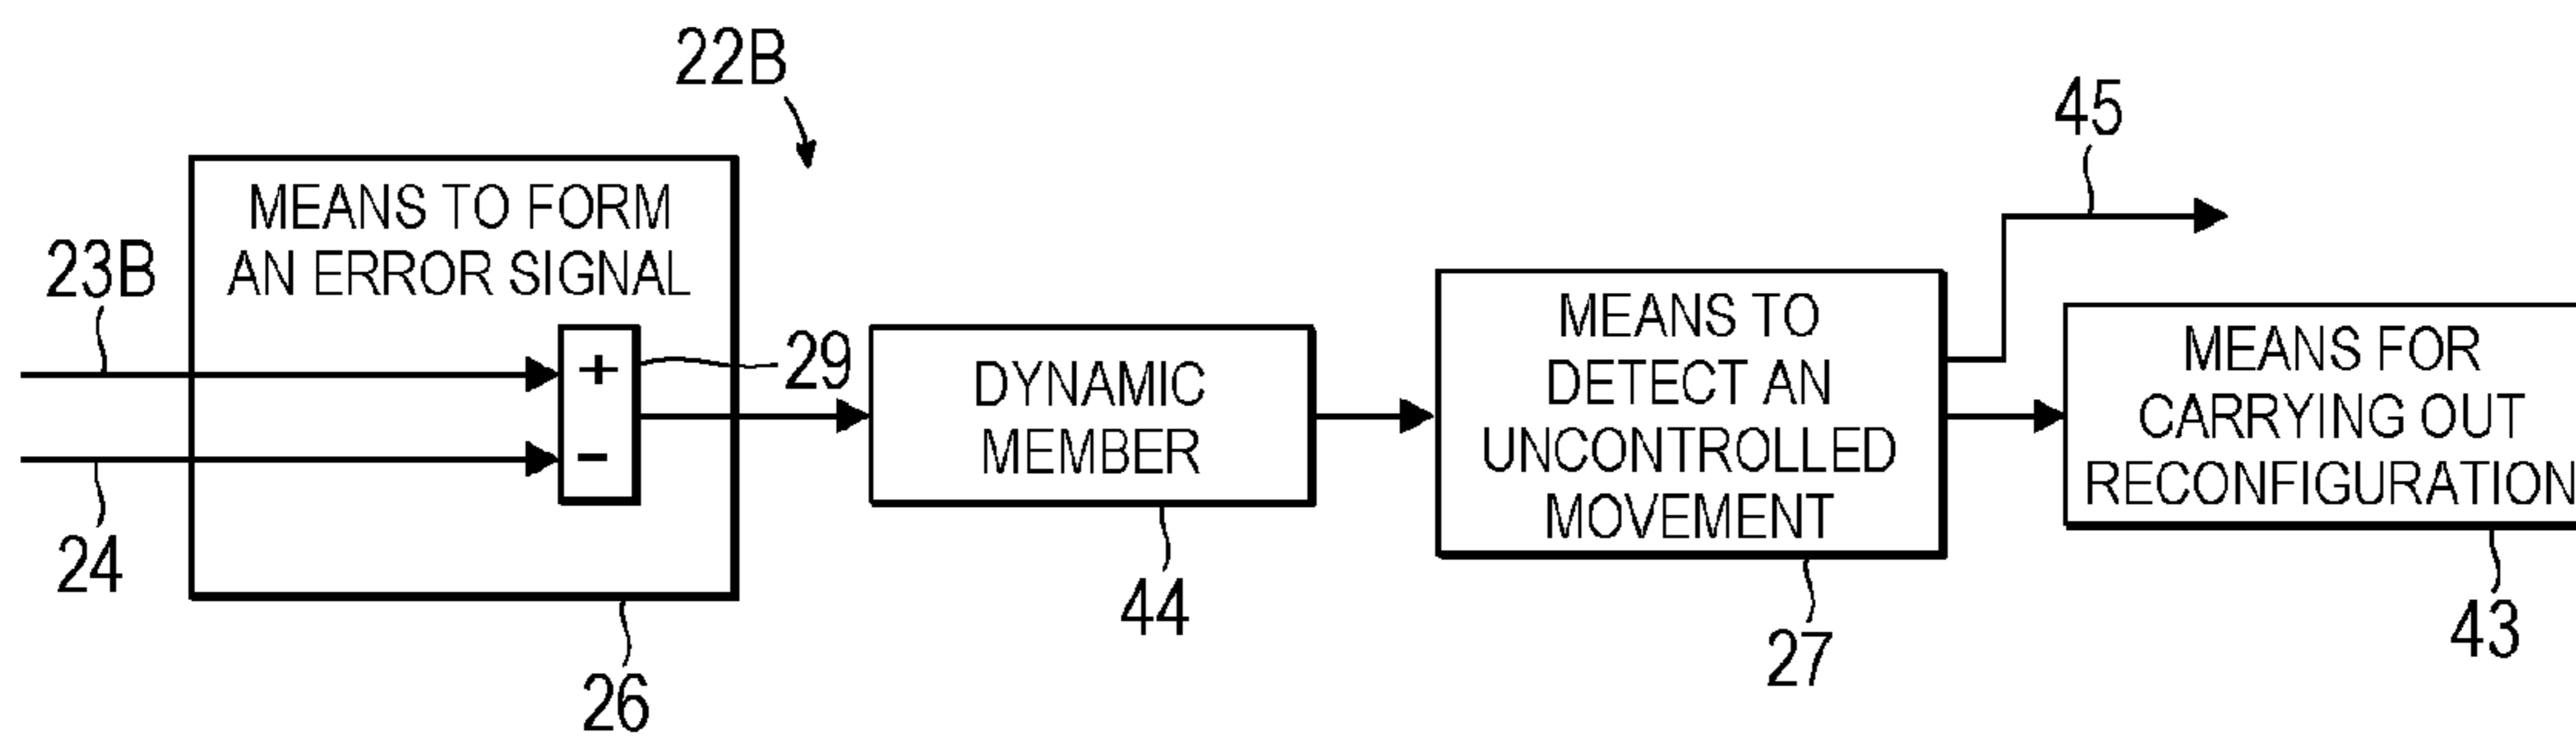 22B
45
MEANS TO FORM
AN ERROR SIGNAL
23B
+
29
−
24
DYNAMIC
MEMBER
MEANS TO
DETECT AN
UNCONTROLLED
MOVEMENT
MEANS FOR
CARRYING OUT
RECONFIGURATION
26
44
27
43